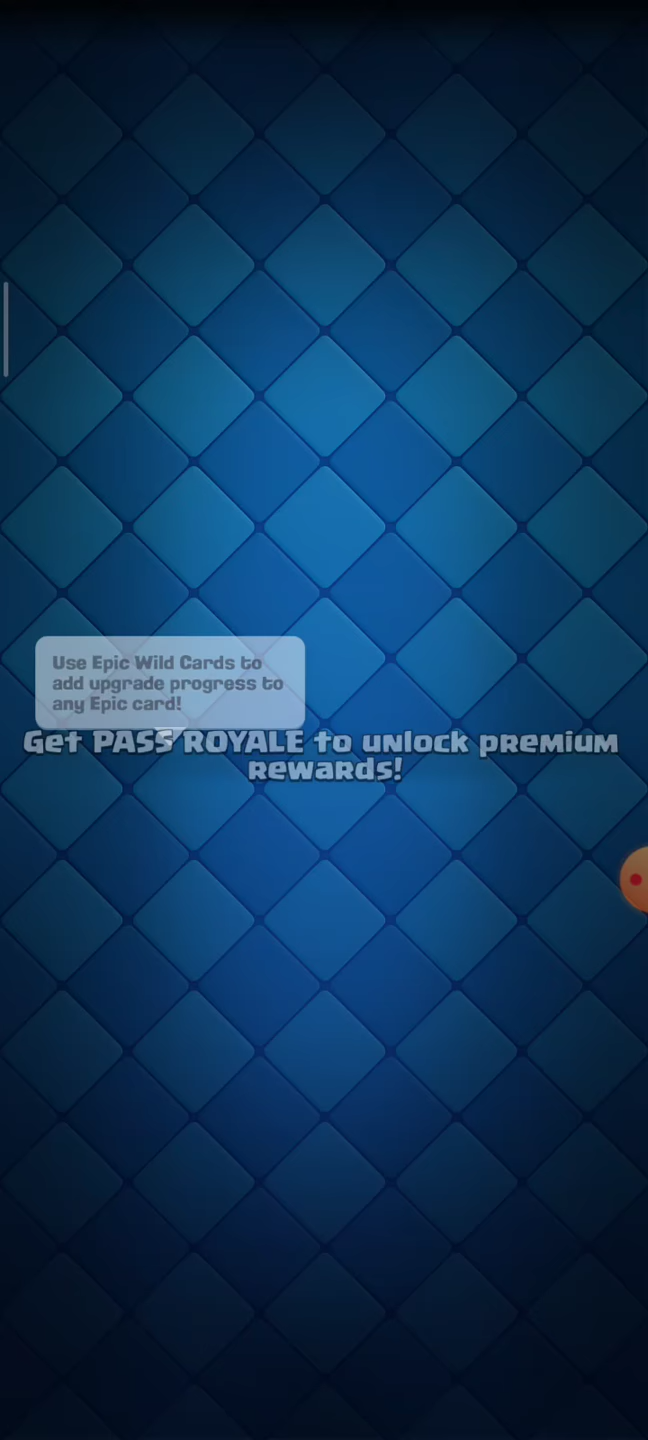 Use Epic Wild Cards to
add upgrade progress to
any Epic card!
Get PASS ROYALE to unlock premium
rewards!